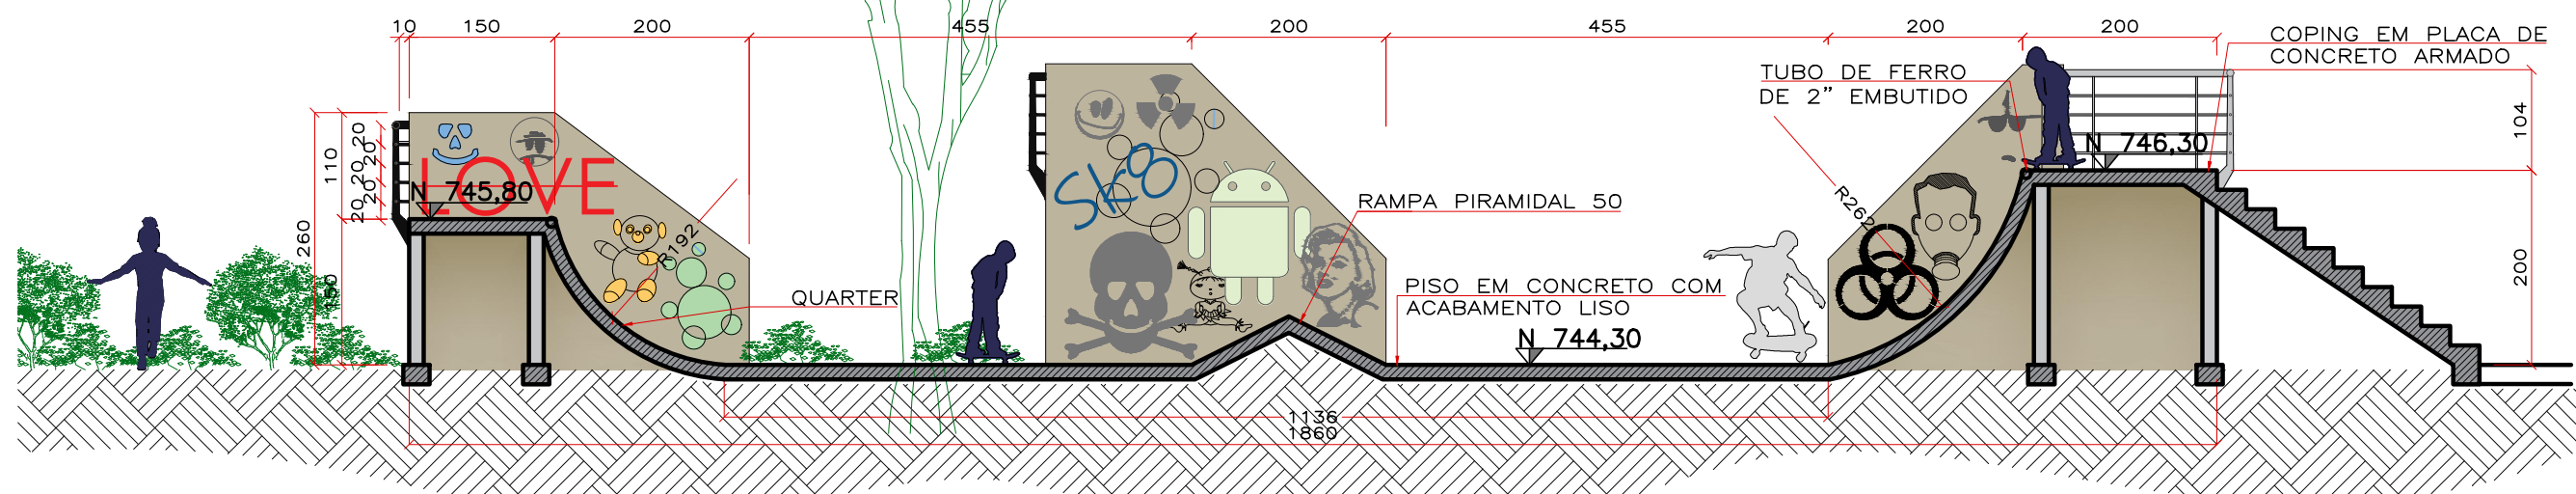 10 150 200 455 200 455 200 200
COPING EM PLACA DE
CONCRETO ARMADO
TUBO DE FERRO
DE 2” EMBUTIDO
LOVE
N 745,80
20
20
20
20
20
110
260
150
R192
QUARTER
Sk8
RAMPA PIRAMIDAL 50
PISO EM CONCRETO COM
ACABAMENTO LISO
N 744,30
R262
N 746,30
104
200
1136
1860